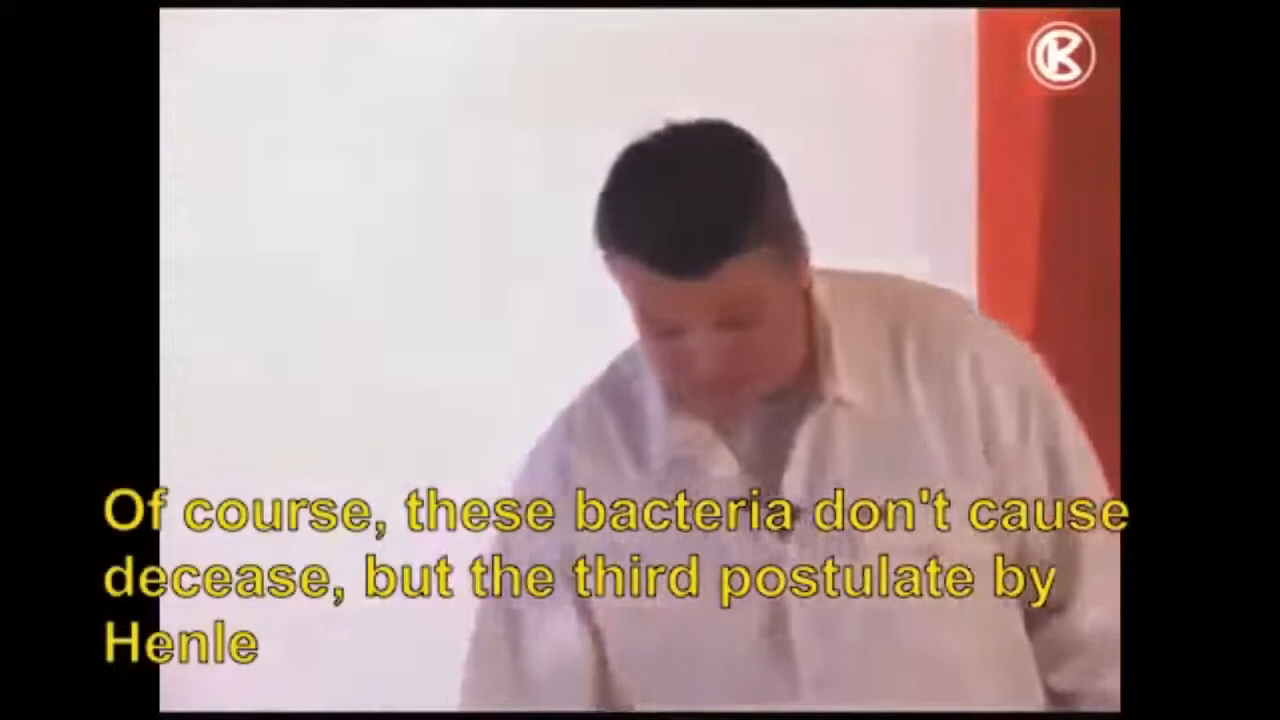 Of course, these bacteria don't cause
decease, but the third postulate by
Henle